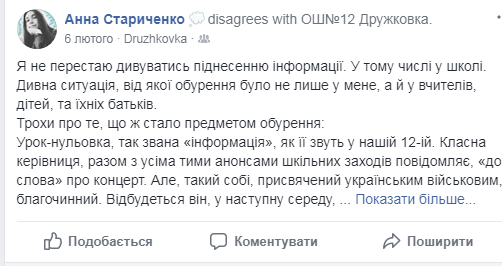 Анна Стариченко disagrees with ОШ№12 Дружковка.
6 лютого · Druzhkovka ·
Я не перестаю дивуватись піднесенню інформації. У тому числі у школі.
Дивна ситуація, від якої обурення було не лише у мене, а й у вчителів,
дітей, та їхніх батьків.
Трохи про те, що ж стало предметом обурення:
Урок-нульовка, так звана «інформація», як її звуть у нашій 12-ій. Класна
керівниця, разом з усіма тими анонсами шкільних заходів повідомляє, «до
слова» про концерт. Але, такий собі, присвячений українським військовим,
благочинний. Відбудеться він, у наступну середу, ... Показати більше...
Подобається Коментувати Поширити